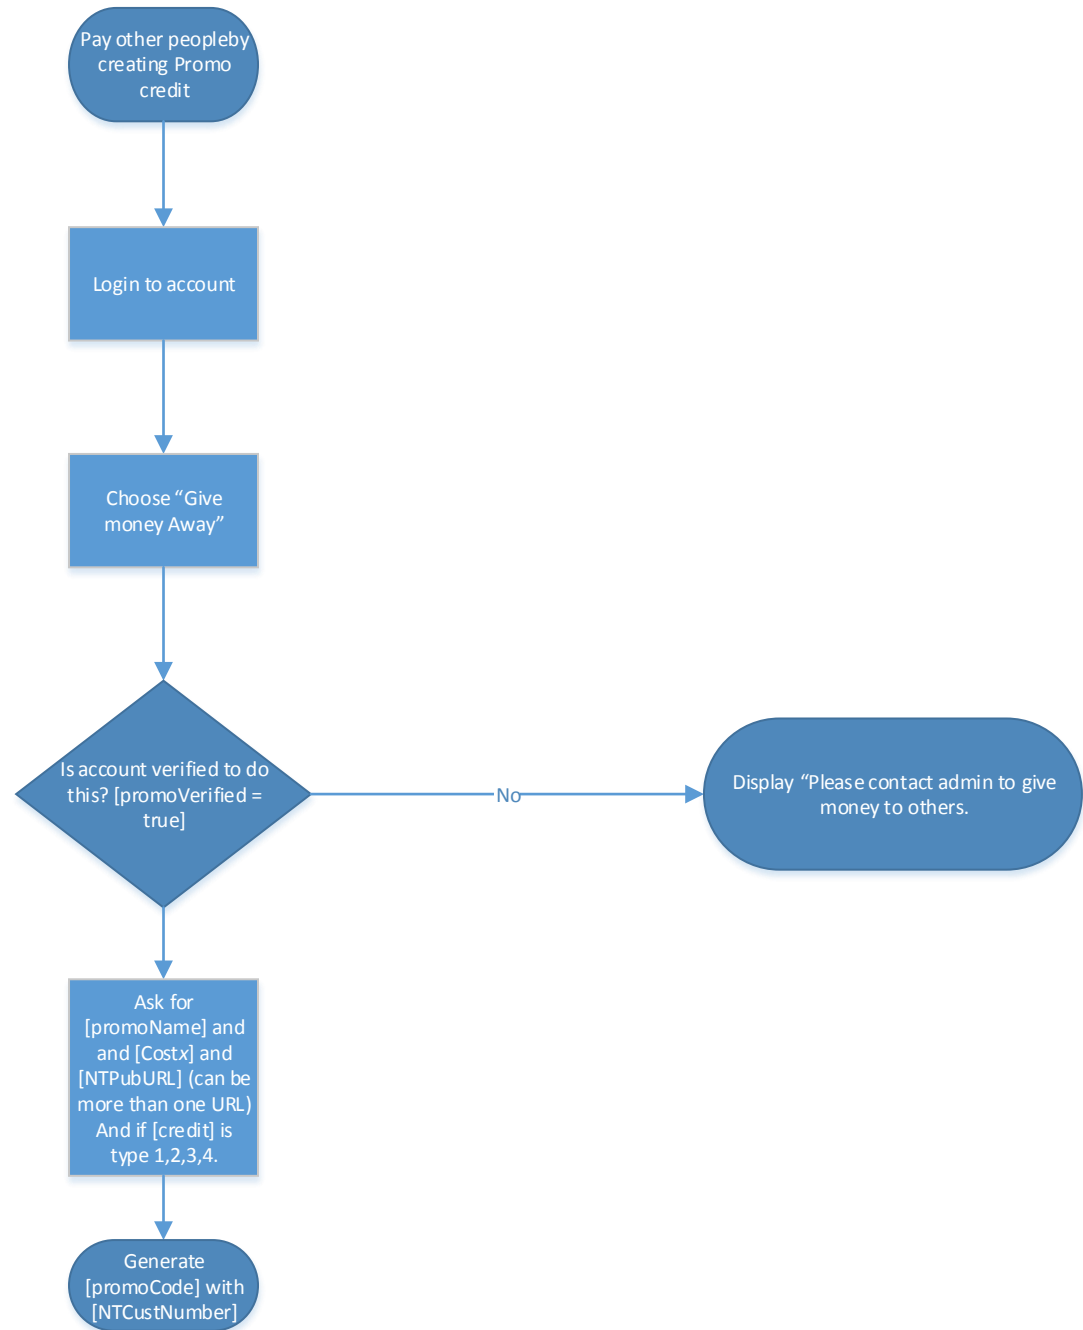 Pay other peopleby
creating Promo
credit
Login to account
Choose “Give
money Away”
Is account verified to do
this? [promoVerified =
true]
No
Display “Please contact admin to give
money to others.
Ask for
[promoName] and
and [Costx] and
[NTPubURL] (can be
more than one URL)
And if [credit] is
type 1,2,3,4.
Generate
[promoCode] with
[NTCustNumber]